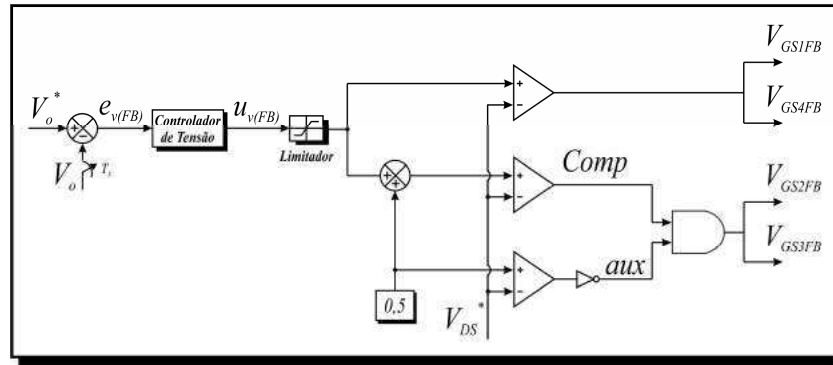 V_GS1FB
V_GS4FB
V_o*
e_v(FB)
Controlador
de Tensão
u_v(FB)
Limitador
V_o
T_s
+
−
+
−
+
+
Comp
+
−
V_GS2FB
V_GS3FB
0,5
V_DS*
+
−
aux